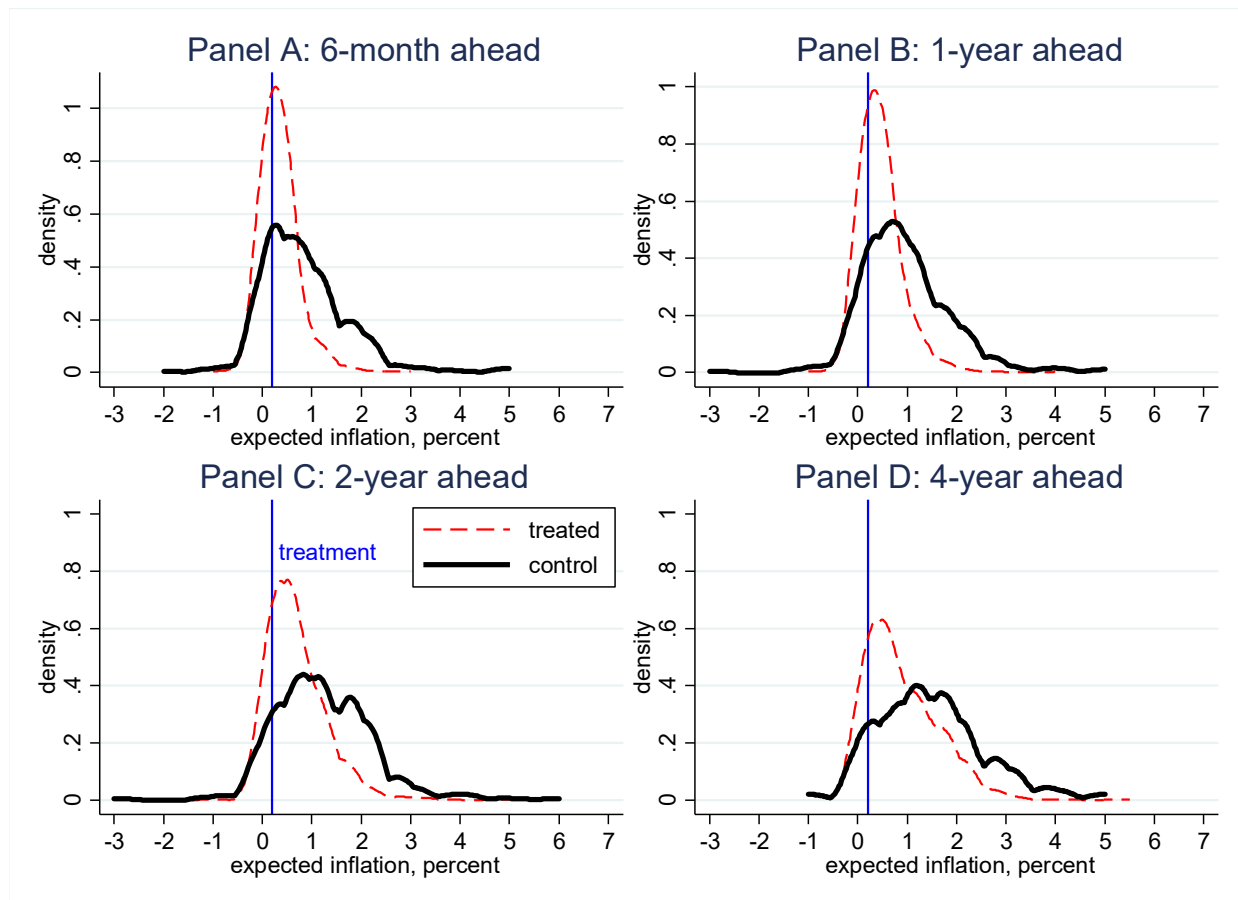 Panel A: 6-month ahead
density
0 .2 .4 .6 .8 1
-3 -2 -1 0 1 2 3 4 5 6 7
expected inflation, percent
Panel B: 1-year ahead
density
0 .2 .4 .6 .8 1
-3 -2 -1 0 1 2 3 4 5 6 7
expected inflation, percent
Panel C: 2-year ahead
treated
control
treatment
density
0 .2 .4 .6 .8 1
-3 -2 -1 0 1 2 3 4 5 6 7
expected inflation, percent
Panel D: 4-year ahead
density
0 .2 .4 .6 .8 1
-3 -2 -1 0 1 2 3 4 5 6 7
expected inflation, percent